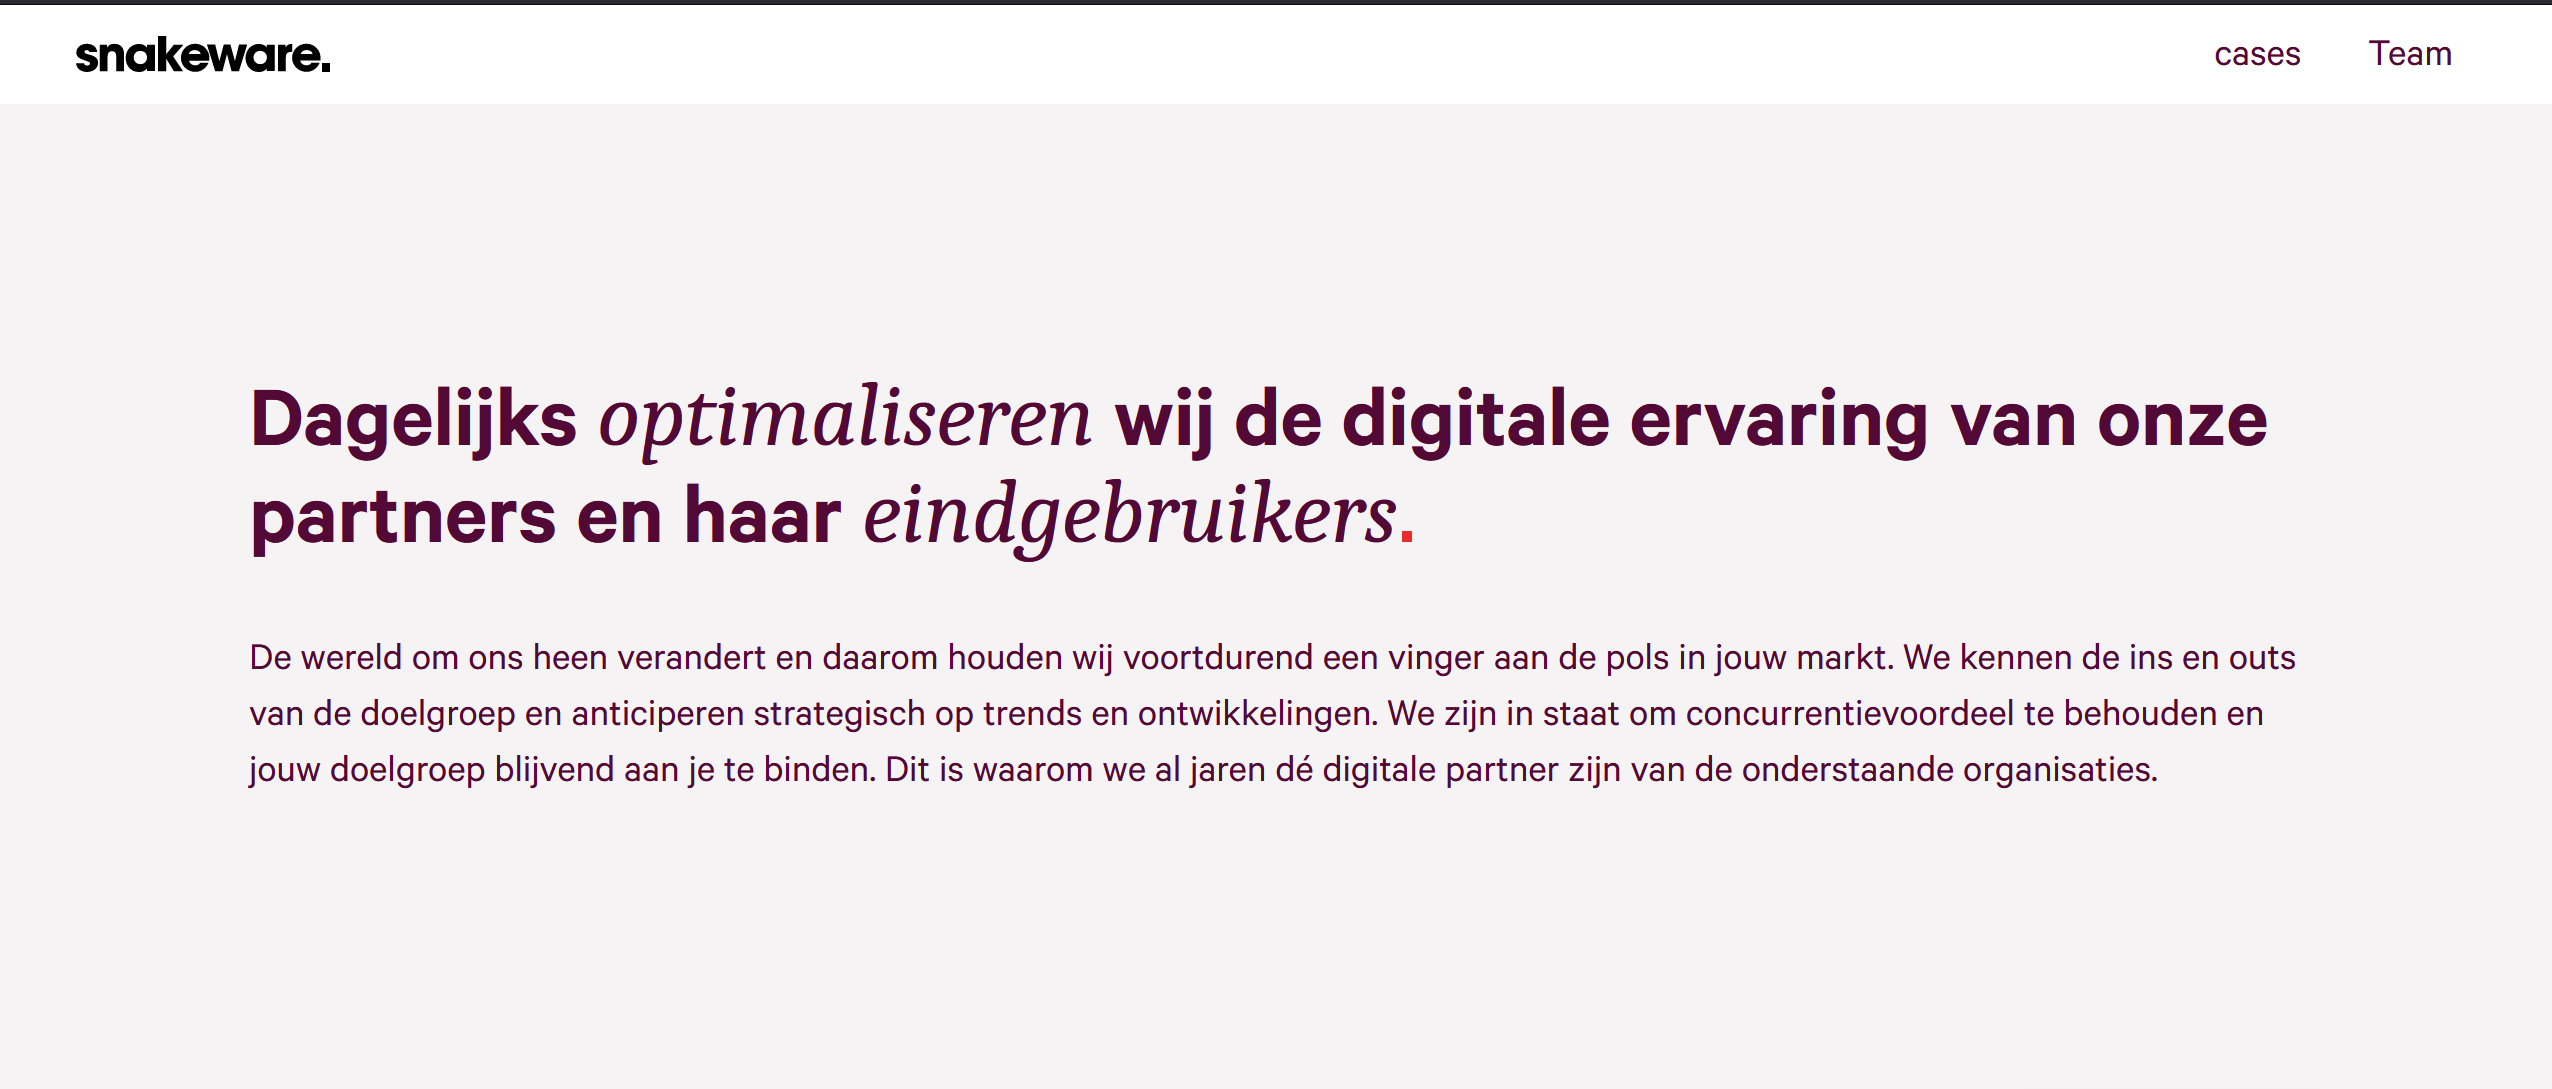 snakeware.
cases Team
Dagelijks optimaliseren wij de digitale ervaring van onze
partners en haar eindgebruikers.
De wereld om ons heen verandert en daarom houden wij voortdurend een vinger aan de pols in jouw markt. We kennen de ins en outs
van de doelgroep en anticiperen strategisch op trends en ontwikkelingen. We zijn in staat om concurrentievoordeel te behouden en
jouw doelgroep blijvend aan je te binden. Dit is waarom we al jaren dé digitale partner zijn van de onderstaande organisaties.